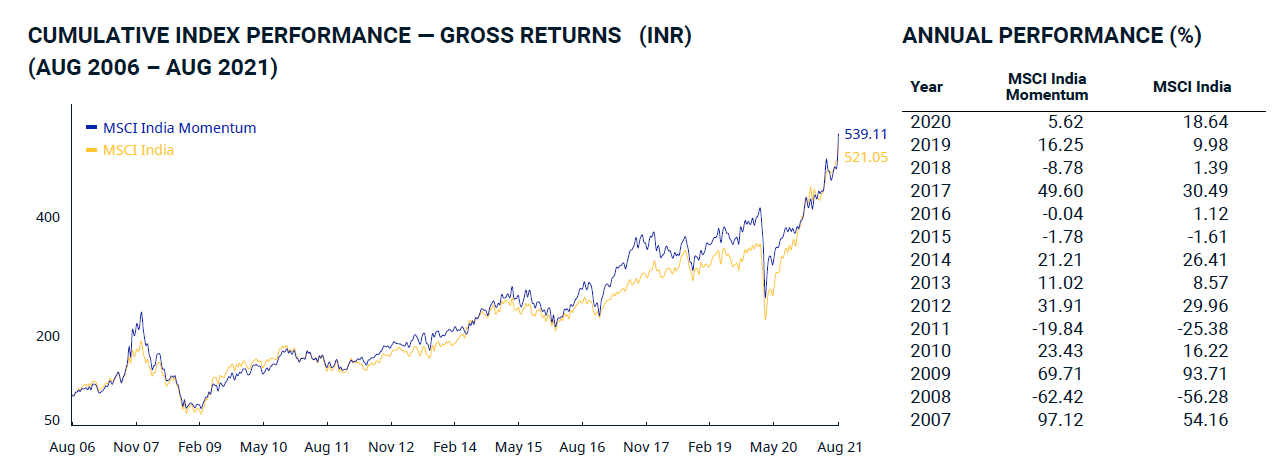 CUMULATIVE INDEX PERFORMANCE — GROSS RETURNS (INR)
(AUG 2006 – AUG 2021)
MSCI India Momentum
MSCI India
539.11
521.05
400
200
50
Aug 06 Nov 07 Feb 09 May 10 Aug 11 Nov 12 Feb 14 May 15 Aug 16 Nov 17 Feb 19 May 20 Aug 21
ANNUAL PERFORMANCE (%)
Year MSCI India Momentum MSCI India
2020 5.62 18.64
2019 16.25 9.98
2018 -8.78 1.39
2017 49.60 30.49
2016 -0.04 1.12
2015 -1.78 -1.61
2014 21.21 26.41
2013 11.02 8.57
2012 31.91 29.96
2011 -19.84 -25.38
2010 23.43 16.22
2009 69.71 93.71
2008 -62.42 -56.28
2007 97.12 54.16